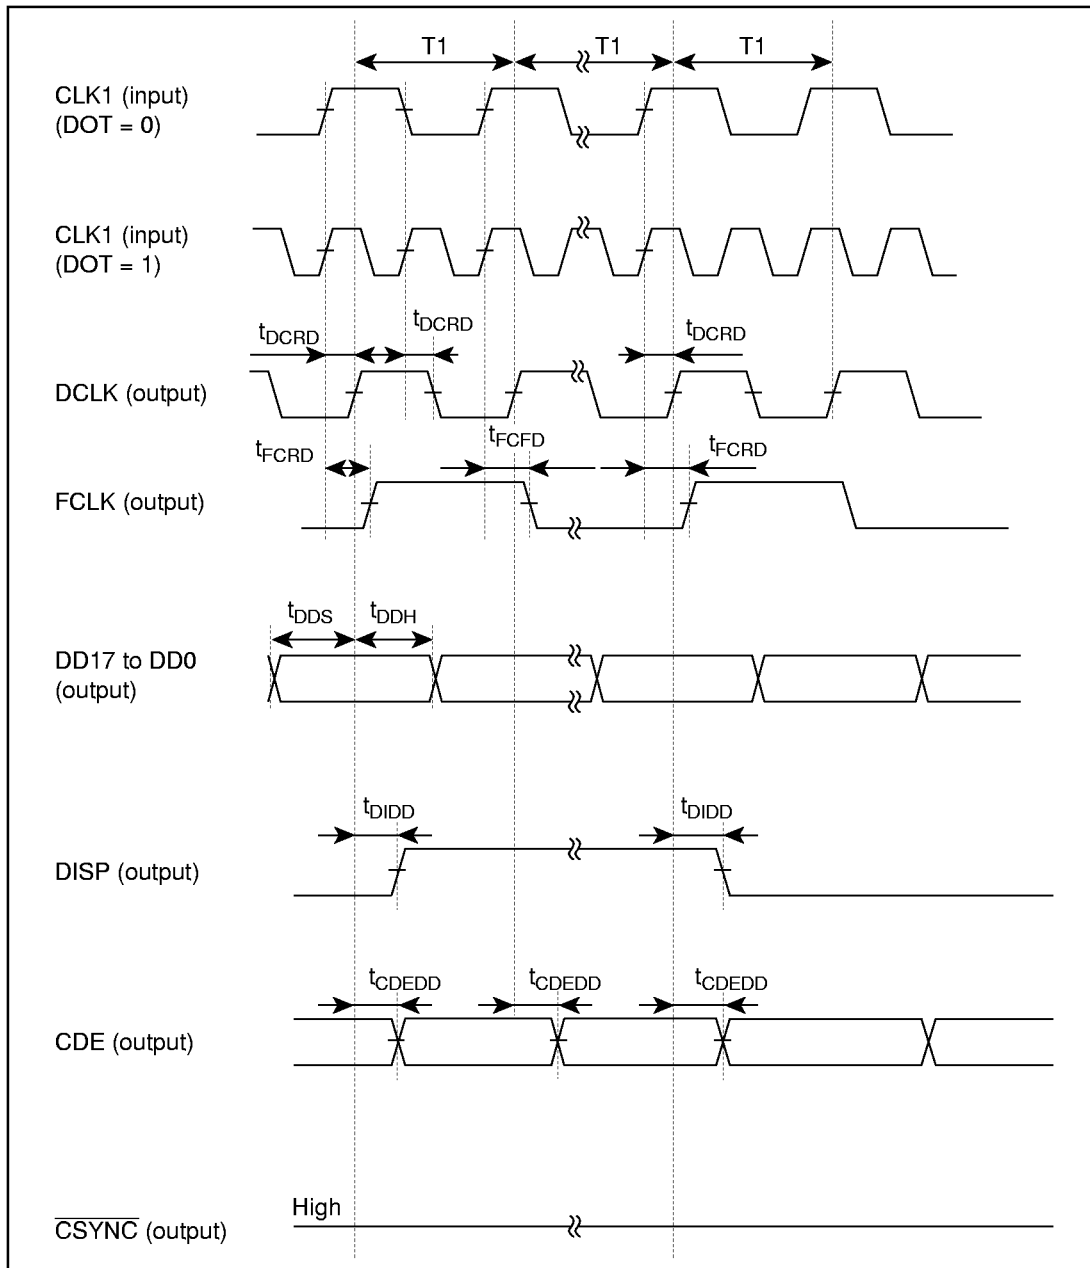 T1 T1 T1
CLK1 (input)
(DOT = 0)
CLK1 (input)
(DOT = 1)
tDCRD tDCRD tDCRD
DCLK (output)
tFCRD tFCFD tFCRD
FCLK (output)
tDDS tDDH
DD17 to DD0
(output)
tDIDD tDIDD
DISP (output)
tCDEDD tCDEDD tCDEDD
CDE (output)
High
CSYNC (output)